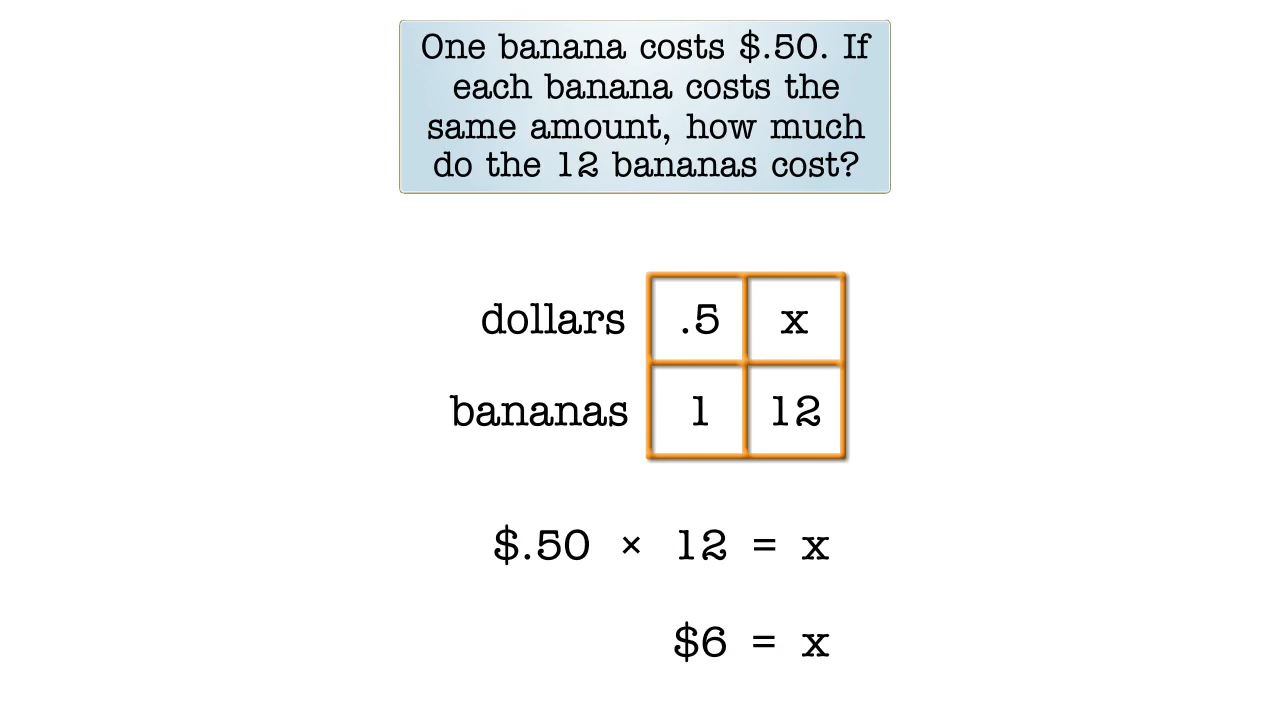 One banana costs $.50. If
each banana costs the
same amount, how much
do the 12 bananas cost?
dollars .5 x
bananas 1 12
$.50 × 12 = x
$6 = x